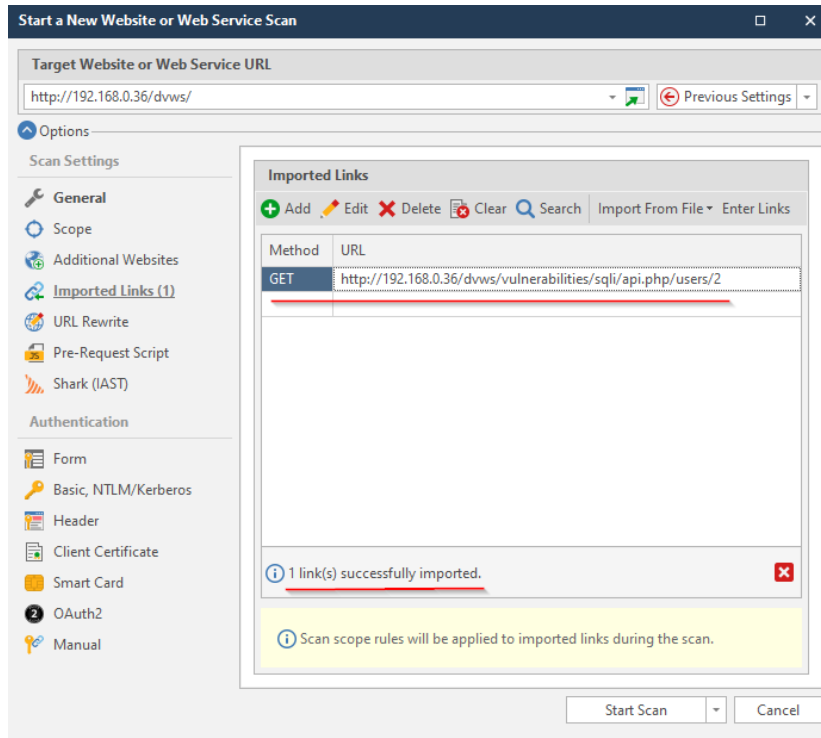 Start a New Website or Web Service Scan
Target Website or Web Service URL
http://192.168.0.36/dvws/
Previous Settings
Options
Scan Settings
General
Scope
Additional Websites
Imported Links (1)
URL Rewrite
JS
Pre-Request Script
Shark (IAST)
Authentication
Form
Basic, NTLM/Kerberos
Header
Client Certificate
Smart Card
2
OAuth2
Manual
Imported Links
Add Edit Delete Clear Search Import From File Enter Links
Method URL
GET http://192.168.0.36/dvws/vulnerabilities/sqli/api.php/users/2
1 link(s) successfully imported.
Scan scope rules will be applied to imported links during the scan.
Start Scan Cancel